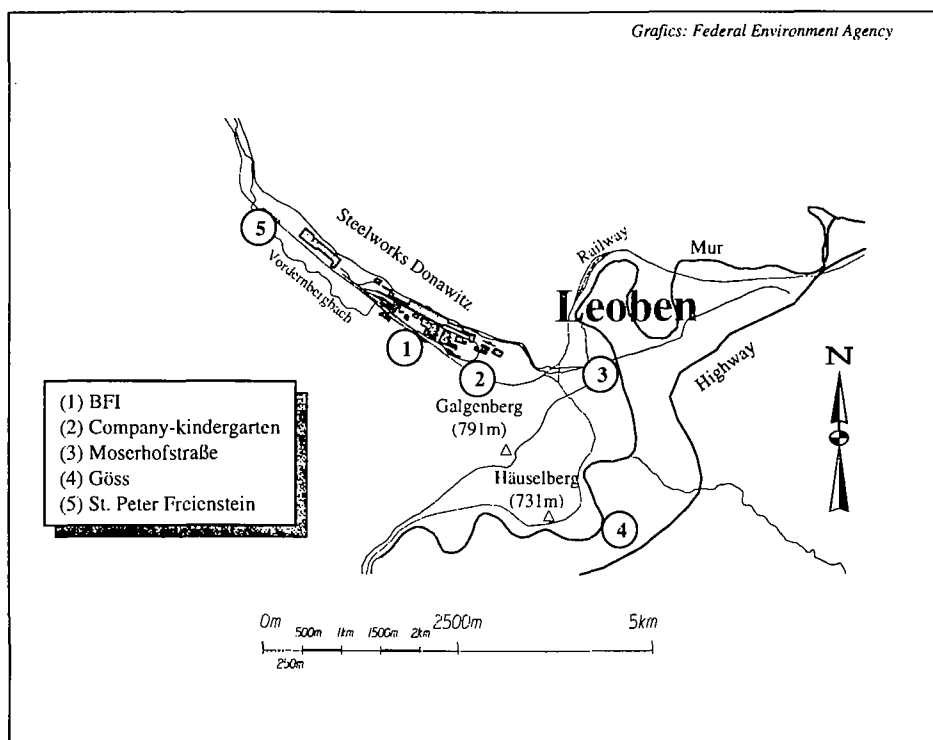 Grafics: Federal Environment Agency
5
Steelworks Donawitz
Vordernbergbach
Railway
Mur
Leoben
Highway
N
1
2
3
Galgenberg
(791m)
Häuselberg
(731m)
4
(1) BFI
(2) Company-kindergarten
(3) Moserhofstraße
(4) Göss
(5) St. Peter Freienstein
0m 2500m 5km
500m 1km 1500m 2km
250m